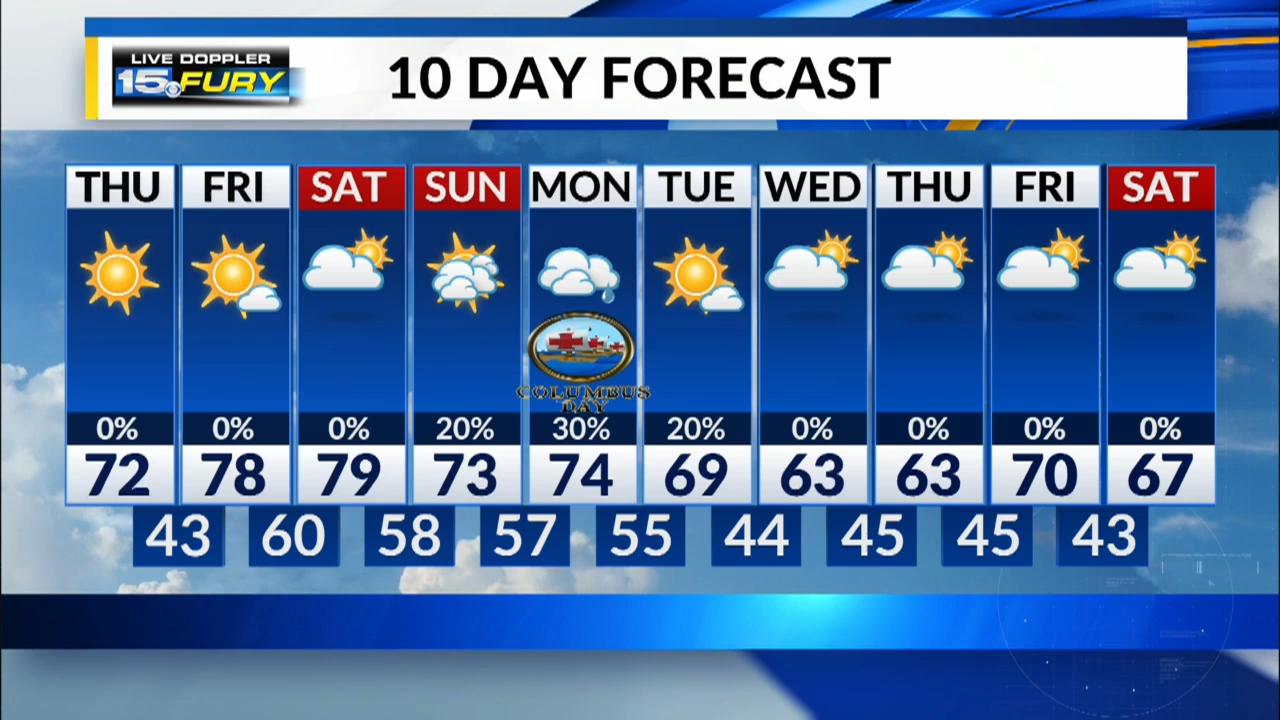 LIVE DOPPLER
15 FURY
10 DAY FORECAST
THU FRI SAT SUN MON TUE WED THU FRI SAT
COLUMBUS
DAY
0% 0% 0% 20% 30% 20% 0% 0% 0% 0%
72 78 79 73 74 69 63 63 70 67
43 60 58 57 55 44 45 45 43